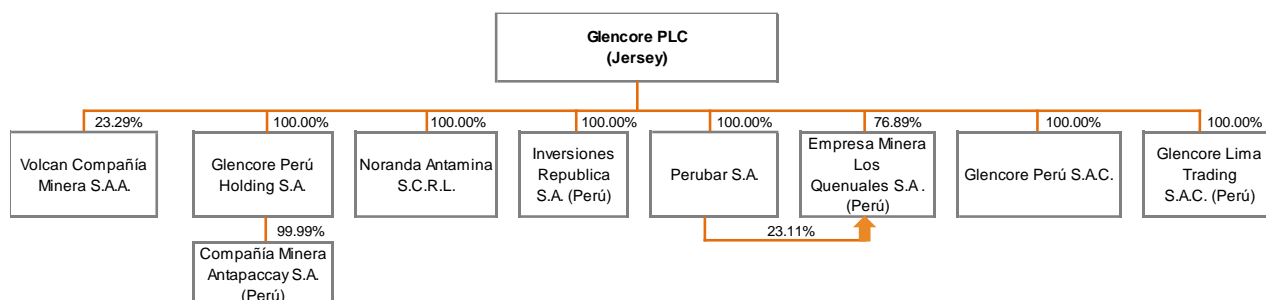 Glencore PLC
(Jersey)
23.29%
100.00%
100.00%
100.00%
100.00%
76.89%
100.00%
100.00%
Volcan Compañía
Minera S.A.A.
Glencore Perú
Holding S.A.
Noranda Antamina
S.C.R.L.
Inversiones
Republica
S.A. (Perú)
Perubar S.A.
Empresa Minera
Los
Quenuales S.A .
(Perú)
Glencore Perú S.A.C.
Glencore Lima
Trading
S.A.C. (Perú)
99.99%
23.11%
Compañía Minera
Antapaccay S.A.
(Perú)